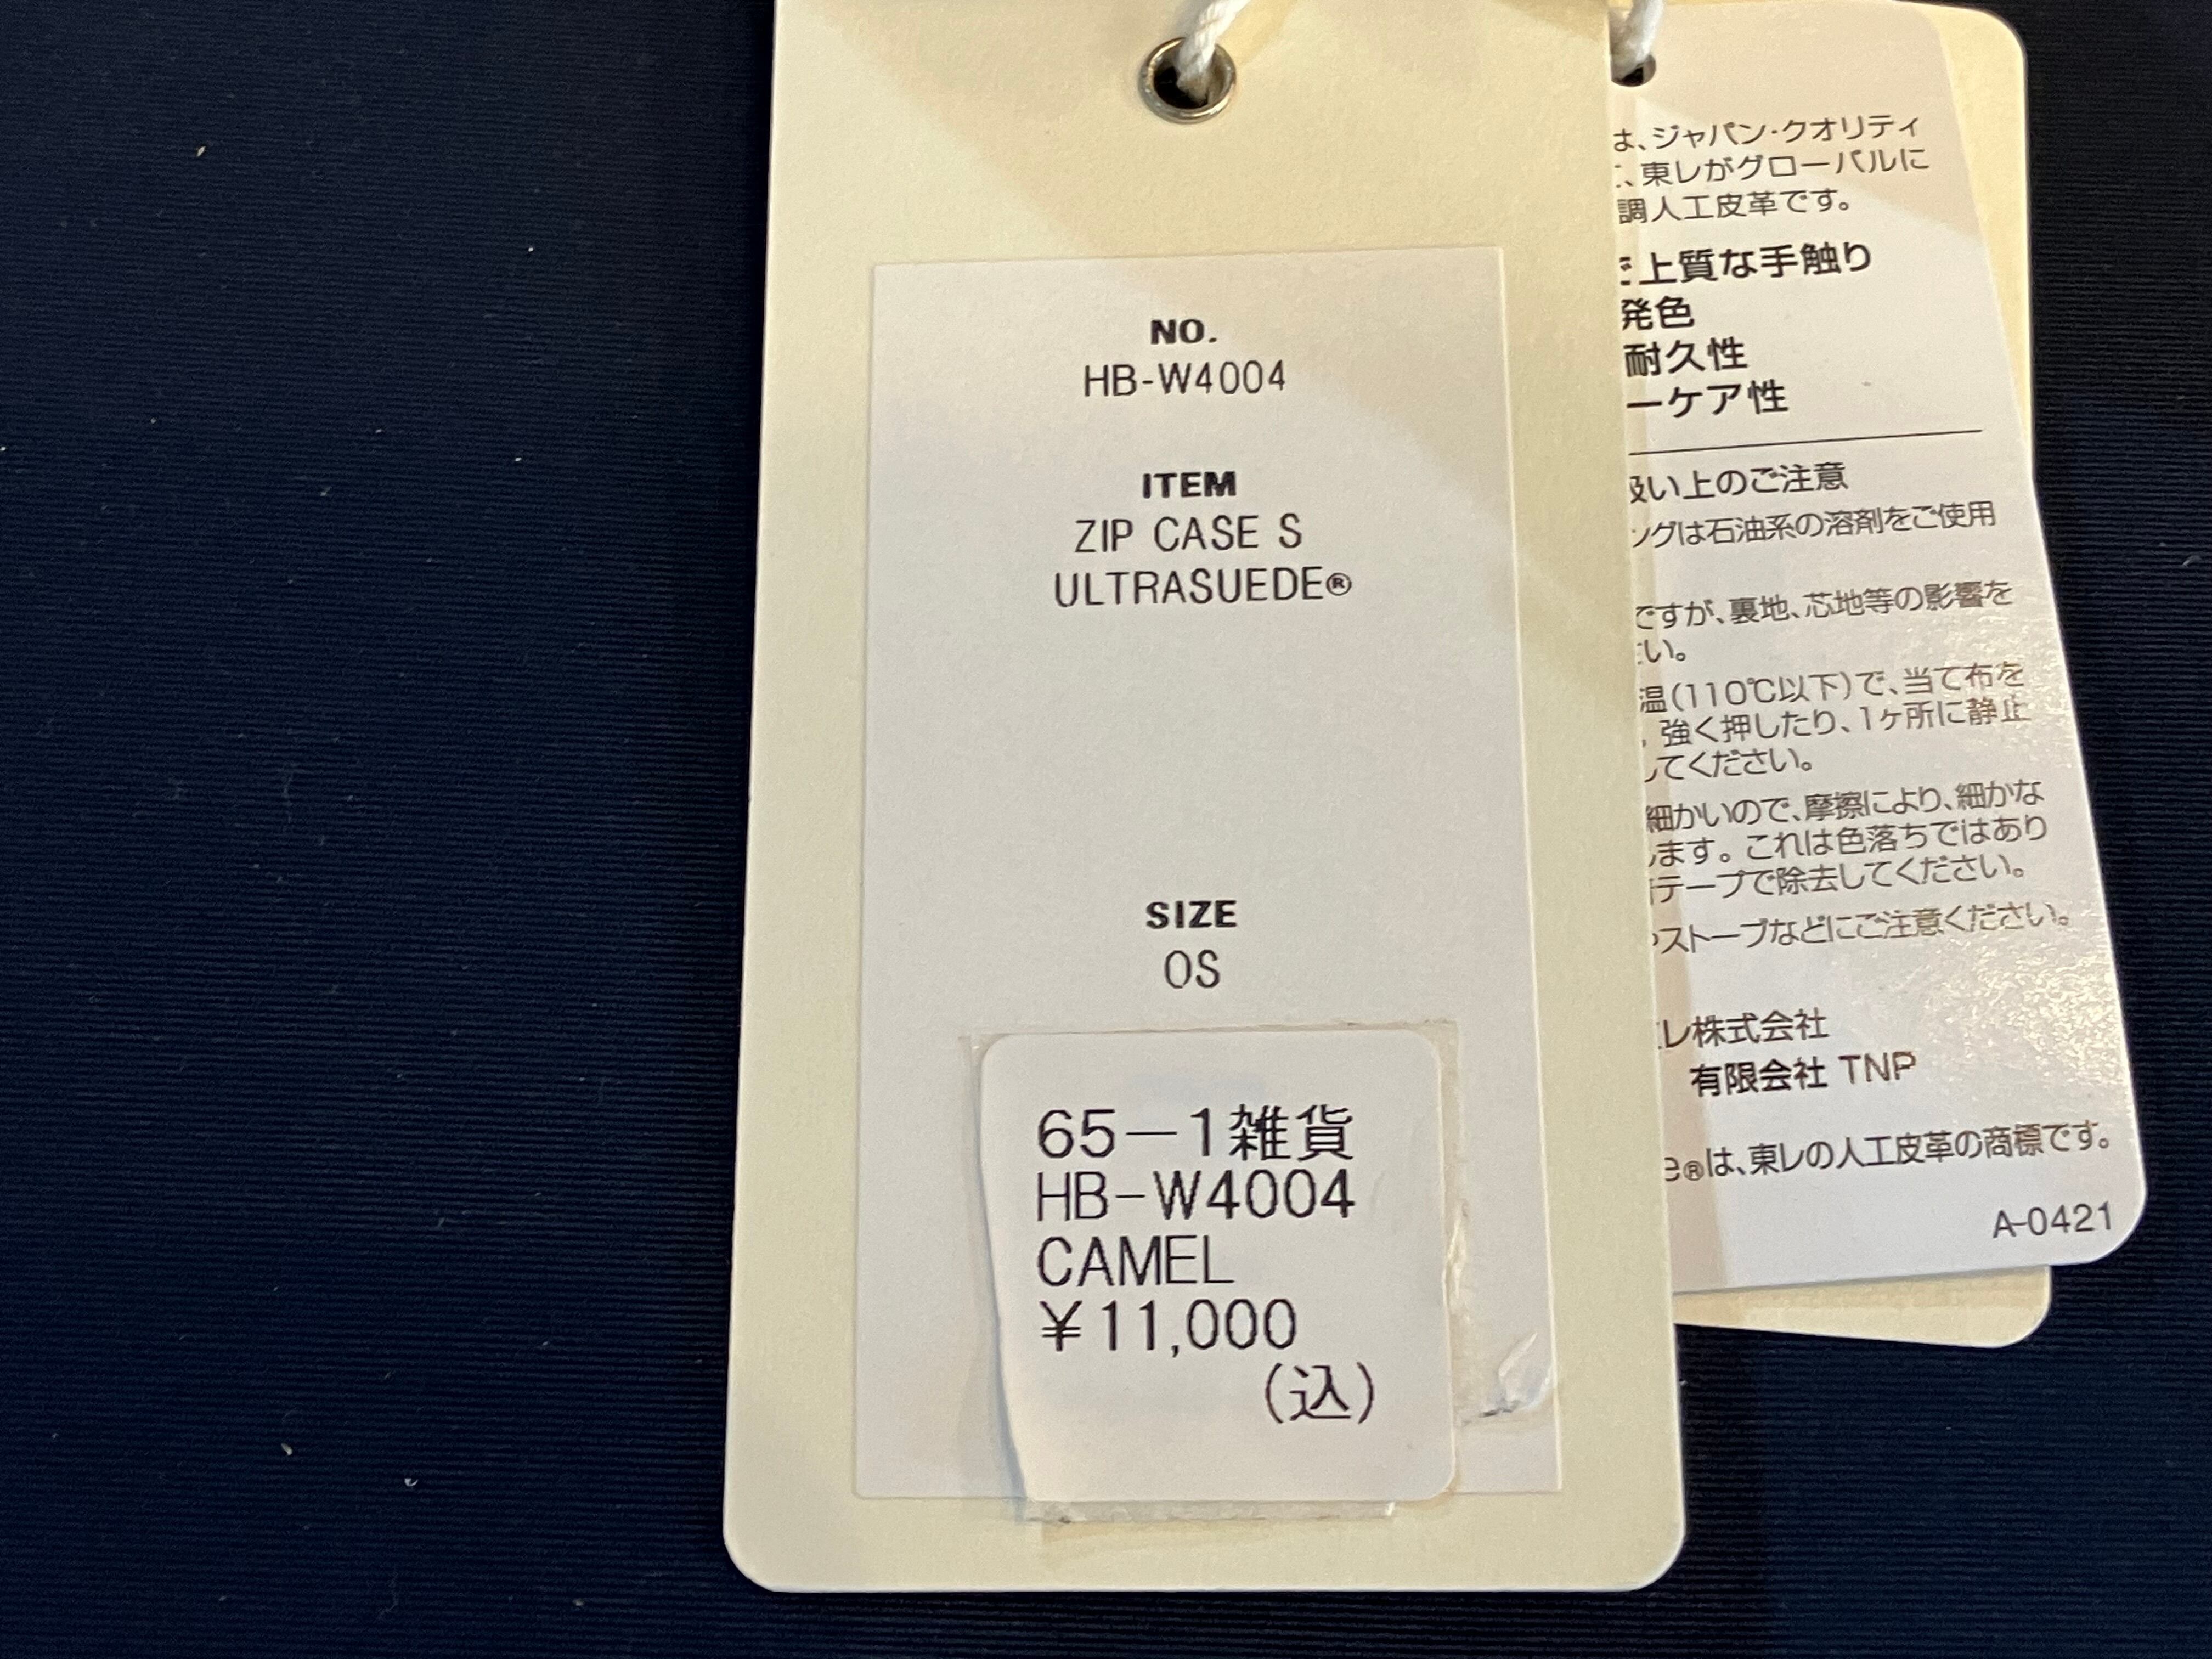 NO.
HB-W4004
ITEM
ZIP CASE S
ULTRASUEDE®
SIZE
OS
65-1雑貨
HB-W4004
CAMEL
¥11,000
(込)
は、ジャパン・クオリティ
、東レがグローバルに
調人工皮革です。
上質な手触り
発色
耐久性
ーケア性
扱い上のご注意
ングは石油系の溶剤をご使用
ですが、裏地、芯地等の影響を
さい。
温(110℃以下)で、当て布を
、強く押したり、1ヶ所に静止
してください。
細かいので、摩擦により、細かな
します。これは色落ちではあり
テープで除去してください。
やストーブなどにご注意ください。
レ株式会社
有限会社 TNP
e®は、東レの人工皮革の商標です。
A-0421